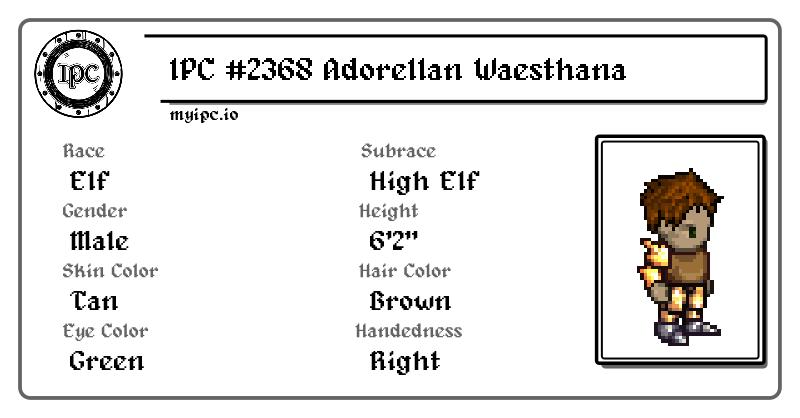 IPC
IPC #2368 Adorellan Waesthana
myipc.io
Race
Subrace
Elf
High Elf
Gender
Height
Male
6'2"
Skin Color
Hair Color
Tan
Brown
Eye Color
Handedness
Green
Right